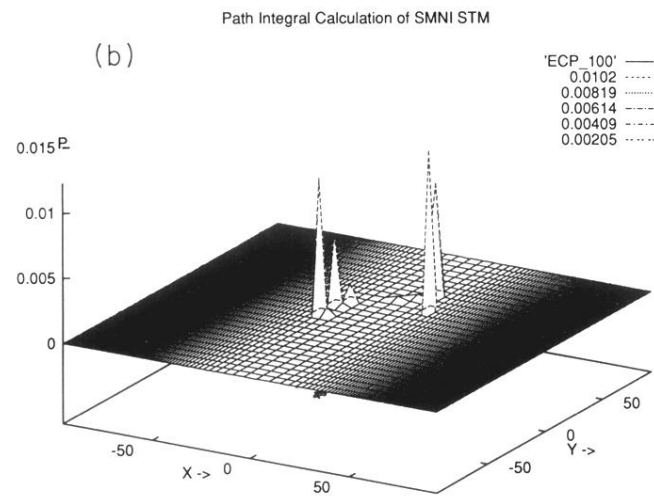 Path Integral Calculation of SMNI STM
(b)
'ECP_100'
0.0102
0.00819
0.00614
0.00409
0.00205
0.015
P
0.01
0.005
0
-50
0
50
X ->
-50
0
50
Y ->